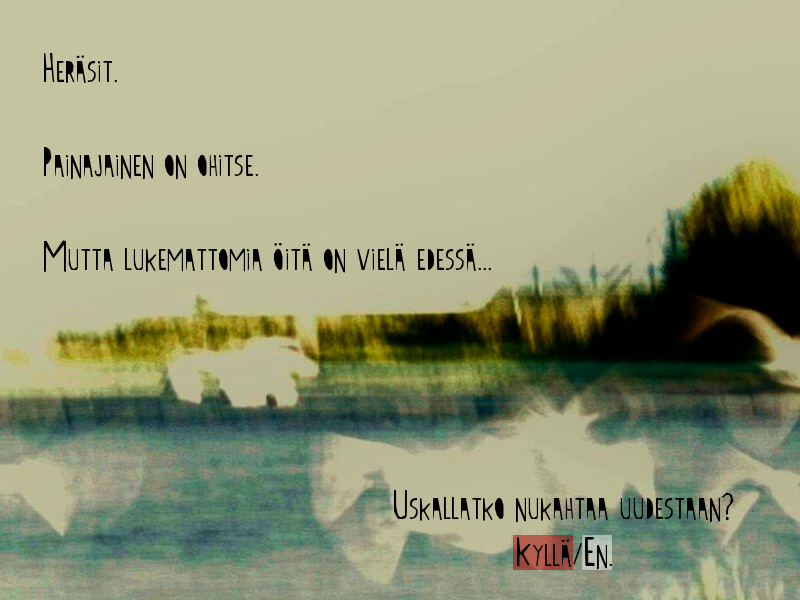 Heräsit.
Painajainen on ohitse.
Mutta lukemattomia öitä on vielä edessä...
Uskallatko nukahtaa uudestaan?
Kyllä/En.